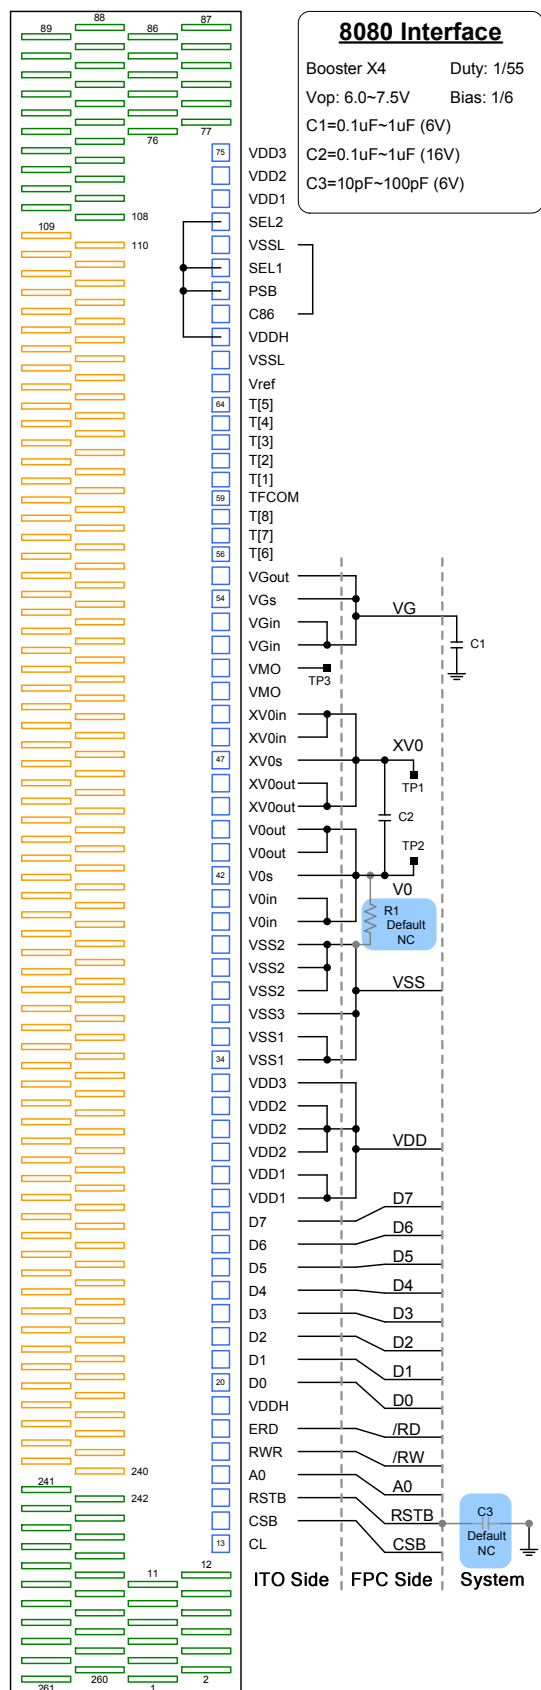 88
87
89
86
8080 Interface
Booster X4 Duty: 1/55
Vop: 6.0~7.5V Bias: 1/6
C1=0.1uF~1uF (6V)
C2=0.1uF~1uF (16V)
C3=10pF~100pF (6V)
77
76
75 VDD3
VDD2
VDD1
108
SEL2
109
110
VSSL
SEL1
PSB
C86
VDDH
VSSL
Vref
64 T[5]
T[4]
T[3]
T[2]
T[1]
59 TFCOM
T[8]
T[7]
56 T[6]
VGout
54 VGs
VG
VGin
VGin
C1
VMO
TP3
VMO
XV0in
XV0in
XV0
47 XV0s
TP1
XV0out
XV0out
C2
V0out
TP2
V0out
42 V0s
V0
V0in
R1
Default
NC
V0in
VSS2
VSS2
VSS
VSS2
VSS3
VSS1
34 VSS1
VDD3
VDD2
VDD2
VDD
VDD2
VDD1
VDD1
D7
D7
D6
D6
D5
D5
D4
D4
D3
D3
D2
D2
D1
D1
20 D0
D0
VDDH
ERD /RD
RWR /RW
240
A0 A0
241
242
RSTB RSTB
C3
Default
NC
CSB CSB
13 CL
12
11
ITO Side FPC Side System
261
260
1
2